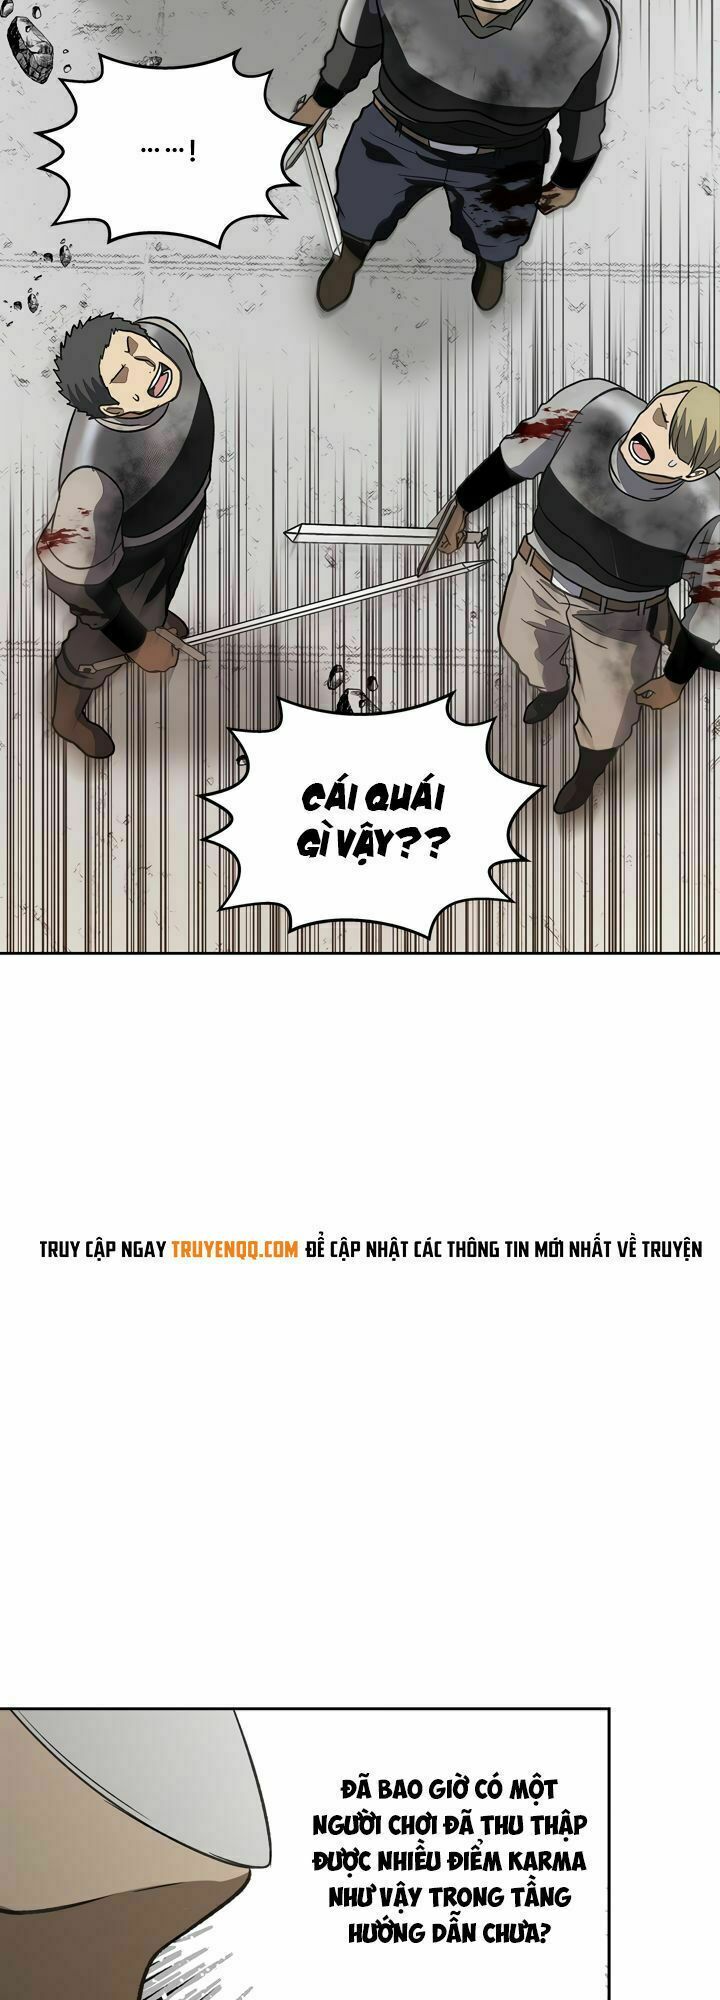 ……!
CÁI QUÁI
GÌ VẬY??
TRUY CẬP NGAY TRUYENQQ.COM ĐỂ CẬP NHẬT CÁC THÔNG TIN MỚI NHẤT VỀ TRUYỆN
ĐÃ BAO GIỜ CÓ MỘT
NGƯỜI CHƠI ĐÃ THU THẬP
ĐƯỢC NHIỀU ĐIỂM KARMA
NHƯ VẬY TRONG TẦNG
HƯỚNG DẪN CHƯA?